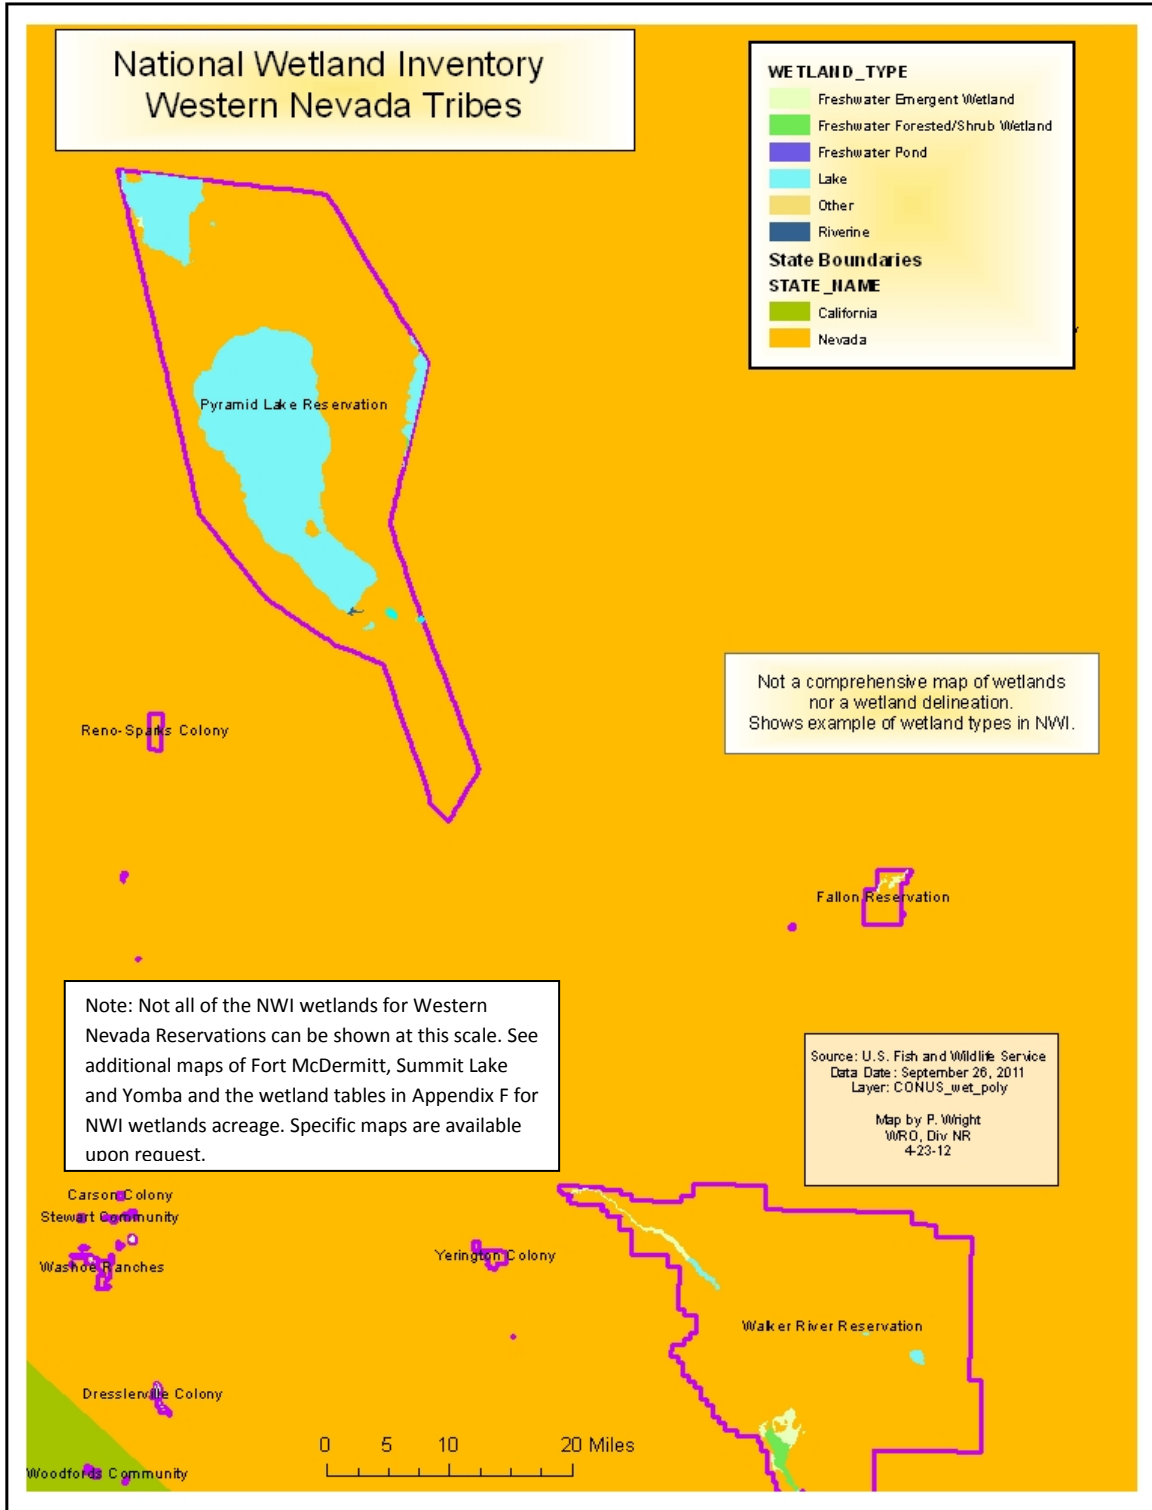 National Wetland Inventory
Western Nevada Tribes
WETLAND_TYPE
Freshwater Emergent Wetland
Freshwater Forested/Shrub Wetland
Freshwater Pond
Lake
Other
Riverine
State Boundaries
STATE_NAME
California
Nevada
Pyramid Lake Reservation
Not a comprehensive map of wetlands
nor a wetland delineation.
Shows example of wetland types in NWI.
Reno-Sparks Colony
Fallon Reservation
Note: Not all of the NWI wetlands for Western
Nevada Reservations can be shown at this scale. See
additional maps of Fort McDermitt, Summit Lake
and Yomba and the wetland tables in Appendix F for
NWI wetlands acreage. Specific maps are available
upon request.
Source: U.S. Fish and Wildlife Service
Data Date: September 26, 2011
Layer: CONUS_wet_poly
Map by P. Wright
WRO, Div NR
4-23-12
Carson Colony
Stewart Community
Washoe Ranches
Yerington Colony
Walker River Reservation
Dresslerville Colony
0 5 10 20 Miles
Woodfords Community